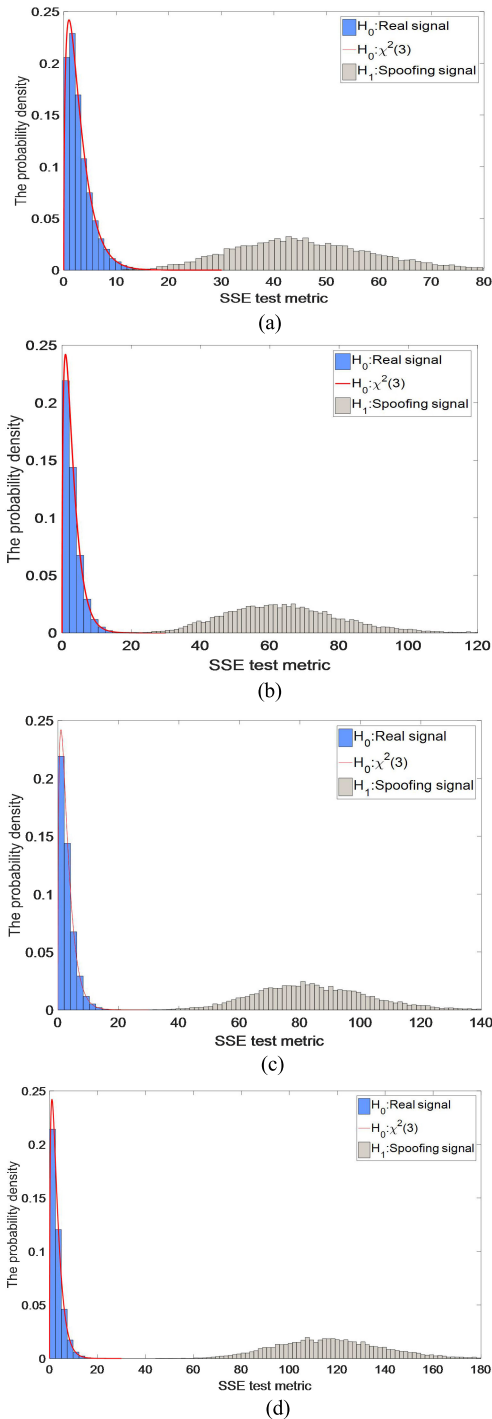 0.25
0.2
0.15
0.1
0.05
0
The probability density
H0:Real signal
H0:χ²(3)
H1:Spoofing signal
0 10 20 30 40 50 60 70 80
SSE test metric
(a)
0.25
0.2
0.15
0.1
0.05
0
The probability density
H0:Real signal
H0:χ²(3)
H1:Spoofing signal
0 20 40 60 80 100 120
SSE test metric
(b)
0.25
0.2
0.15
0.1
0.05
0
The probability density
H0:Real signal
H0:χ²(3)
H1:Spoofing signal
0 20 40 60 80 100 120 140
SSE test metric
(c)
0.25
0.2
0.15
0.1
0.05
0
The probability density
H0:Real signal
H0:χ²(3)
H1:Spoofing signal
0 20 40 60 80 100 120 140 160 180
SSE test metric
(d)